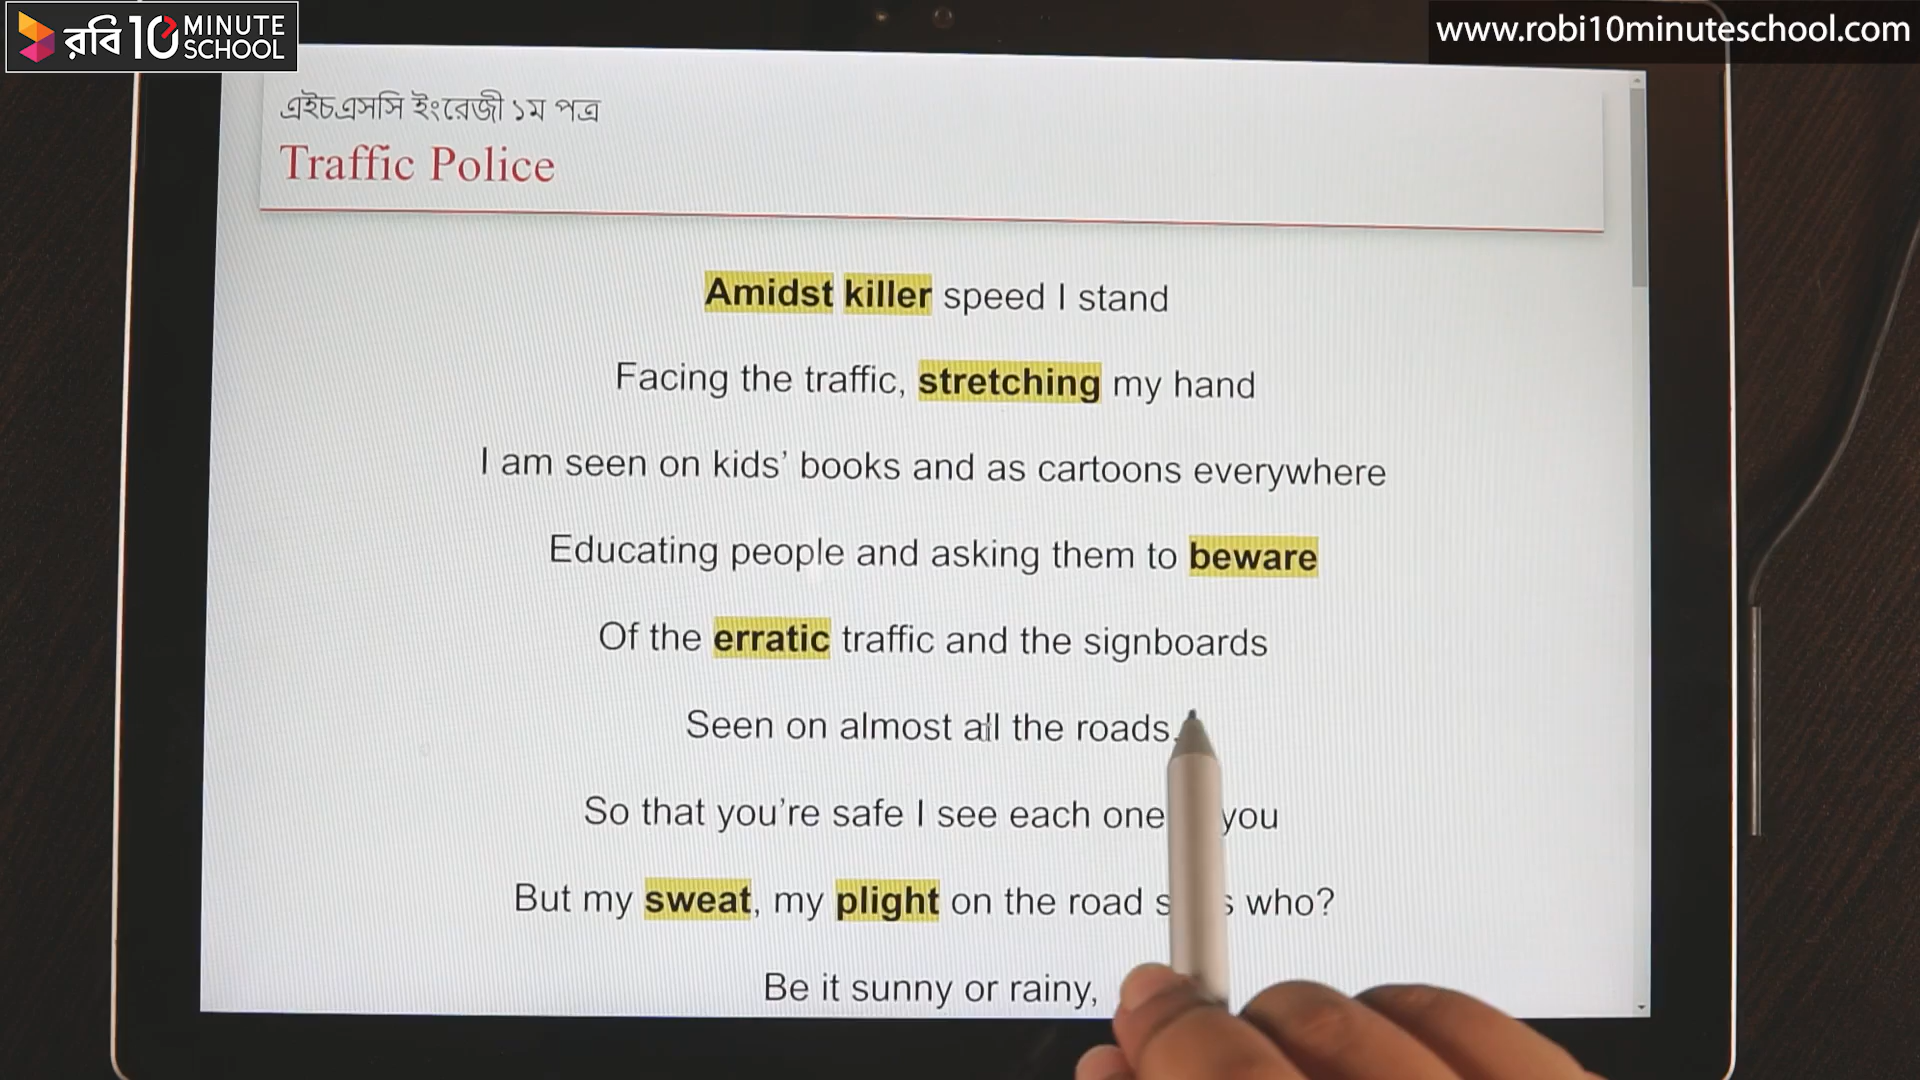 রবি 10 MINUTE SCHOOL
www.robi10minuteschool.com
এইচএসসি ইংরেজী ১ম পত্র
Traffic Police
Amidst killer speed I stand
Facing the traffic, stretching my hand
I am seen on kids’ books and as cartoons everywhere
Educating people and asking them to beware
Of the erratic traffic and the signboards
Seen on almost all the roads.
So that you’re safe I see each one you
But my sweat, my plight on the road who?
Be it sunny or rainy,